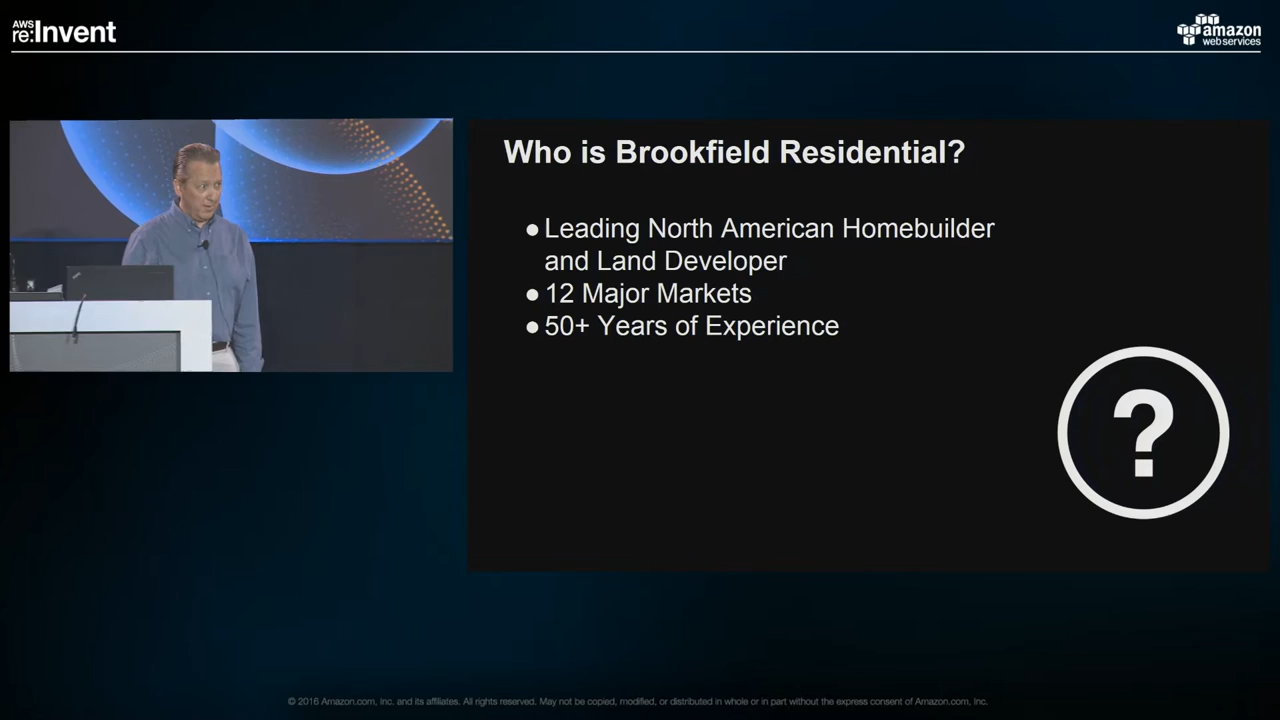 AWS
re:Invent
amazon
web services
Who is Brookfield Residential?
● Leading North American Homebuilder
and Land Developer
● 12 Major Markets
● 50+ Years of Experience
?
© 2016 Amazon.com, Inc. and its affiliates. All rights reserved. May not be copied, modified, or distributed in whole or in part without the express consent of Amazon.com, Inc.